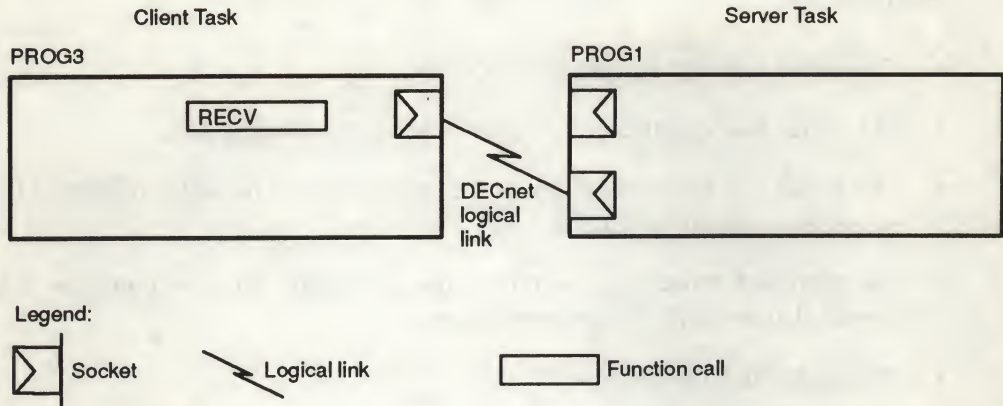 Client Task
Server Task
PROG3
PROG1
RECV
DECnet
logical
link
Legend:
Socket
Logical link
Function call